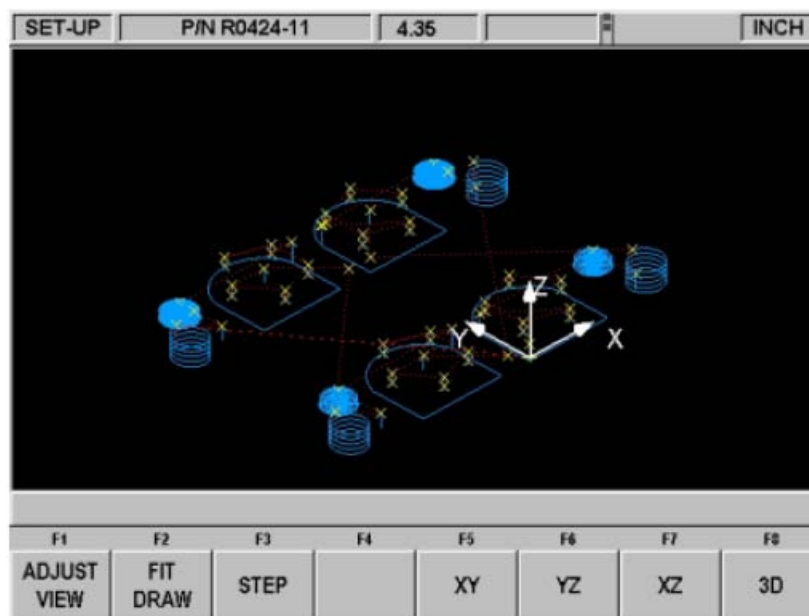 SET-UP P/N R0424-11 4.35 INCH
Z
Y X
F1 F2 F3 F4 F5 F6 F7 F8
ADJUST FIT STEP XY YZ XZ 3D
VIEW DRAW